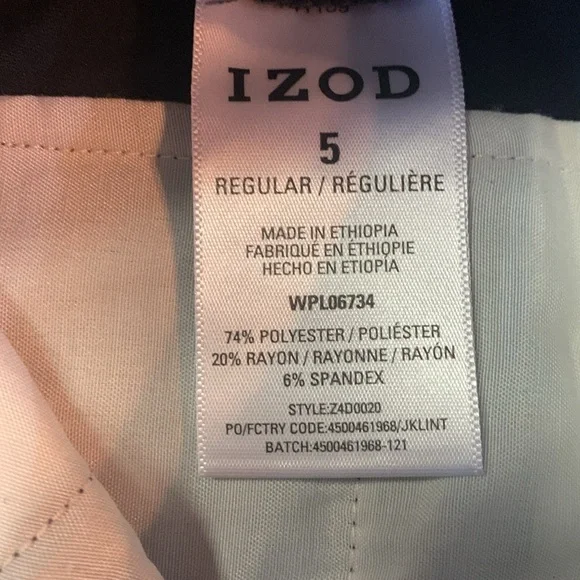 IZOD
5
REGULAR / RÉGULIÈRE
MADE IN ETHIOPIA
FABRIQUÉ EN ÉTHIOPIE
HECHO EN ETIOPÍA
WPL06734
74% POLYESTER / POLIÉSTER
20% RAYON / RAYONNE / RAYÓN
6% SPANDEX
STYLE:Z4D0020
PO/FCTRY CODE:4500461968/JKLINT
BATCH:4500461968-121